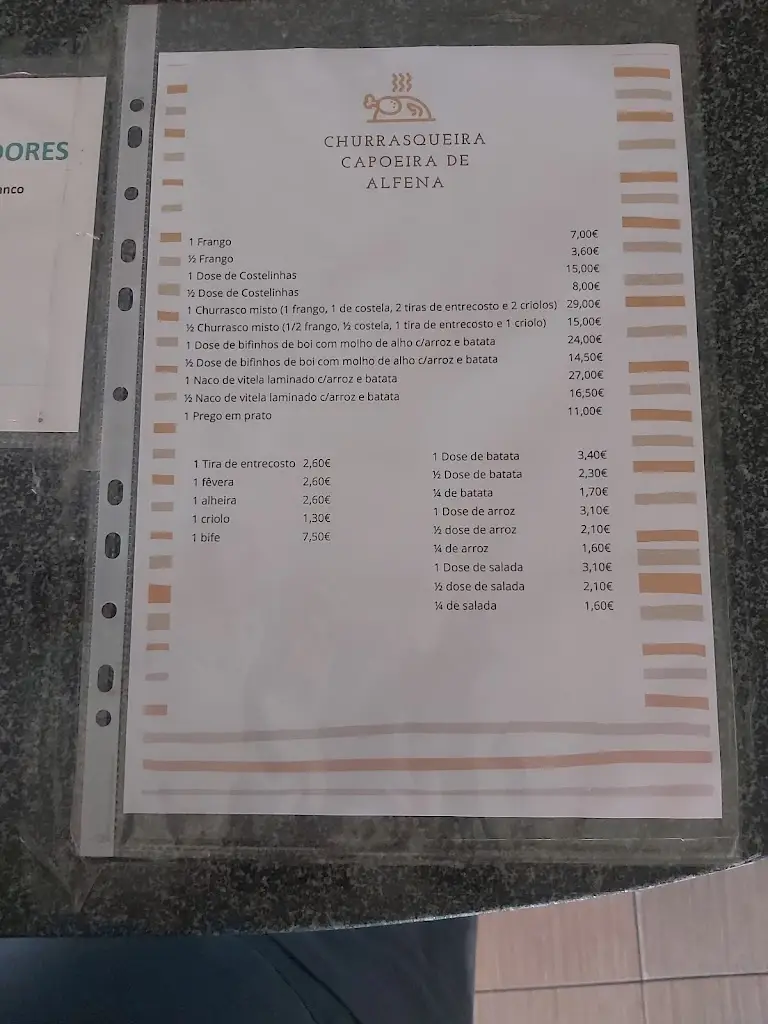 DORES
anco
CHURRASQUEIRA
CAPOEIRA DE
ALFENA
1 Frango 7,00€
½ Frango 3,60€
1 Dose de Costelinhas 15,00€
½ Dose de Costelinhas 8,00€
1 Churrasco misto (1 frango, 1 de costela, 2 tiras de entrecosto e 2 criolos) 29,00€
½ Churrasco misto (1/2 frango, ½ costela, 1 tira de entrecosto e 1 criolo) 15,00€
1 Dose de bifinhos de boi com molho de alho c/arroz e batata 24,00€
½ Dose de bifinhos de boi com molho de alho c/arroz e batata 14,50€
1 Naco de vitela laminado c/arroz e batata 27,00€
½ Naco de vitela laminado c/arroz e batata 16,50€
1 Prego em prato 11,00€
1 Tira de entrecosto 2,60€
1 fêvera 2,60€
1 alheira 2,60€
1 criolo 1,30€
1 bife 7,50€
1 Dose de batata 3,40€
½ Dose de batata 2,30€
¼ de batata 1,70€
1 Dose de arroz 3,10€
½ dose de arroz 2,10€
¼ de arroz 1,60€
1 Dose de salada 3,10€
½ dose de salada 2,10€
¼ de salada 1,60€